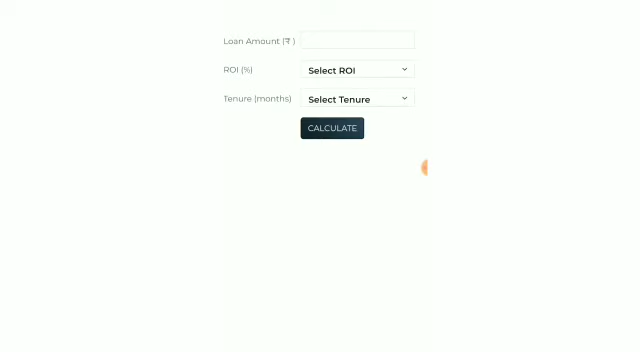 Loan Amount (₹ )
ROI (%) Select ROI
Tenure (months) Select Tenure
CALCULATE